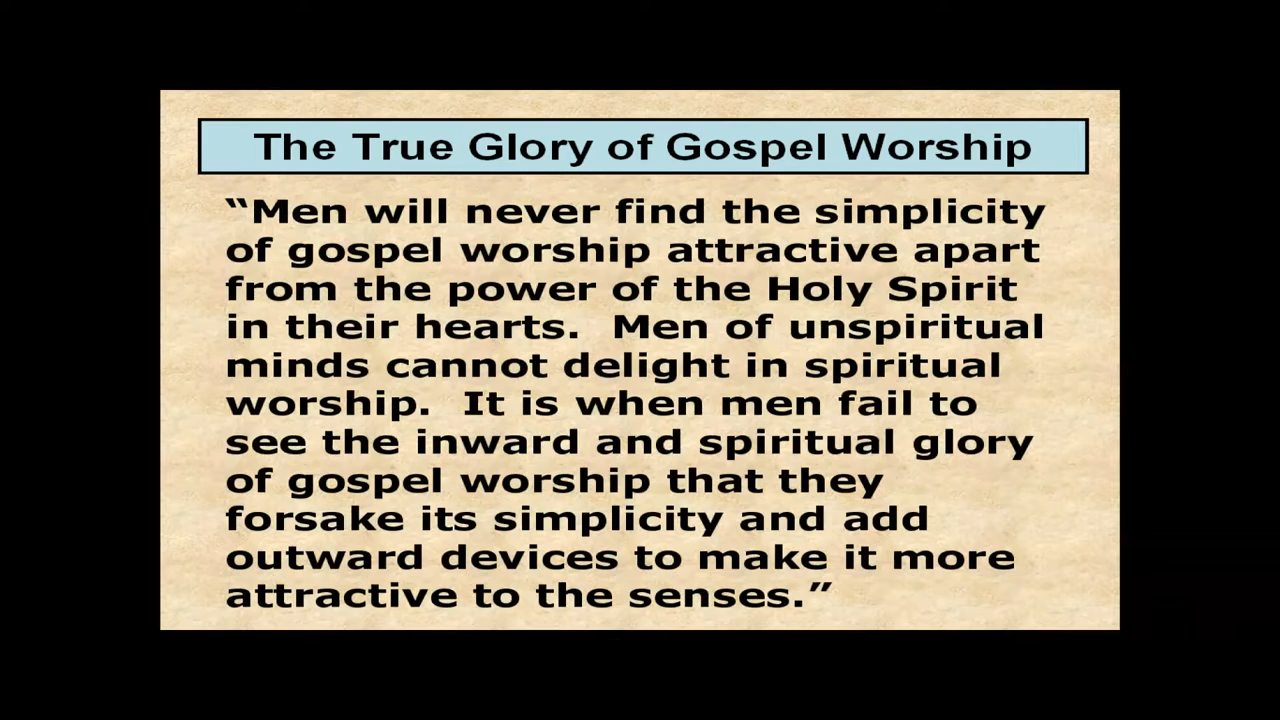 The True Glory of Gospel Worship
“Men will never find the simplicity
of gospel worship attractive apart
from the power of the Holy Spirit
in their hearts.  Men of unspiritual
minds cannot delight in spiritual
worship.  It is when men fail to
see the inward and spiritual glory
of gospel worship that they
forsake its simplicity and add
outward devices to make it more
attractive to the senses.”